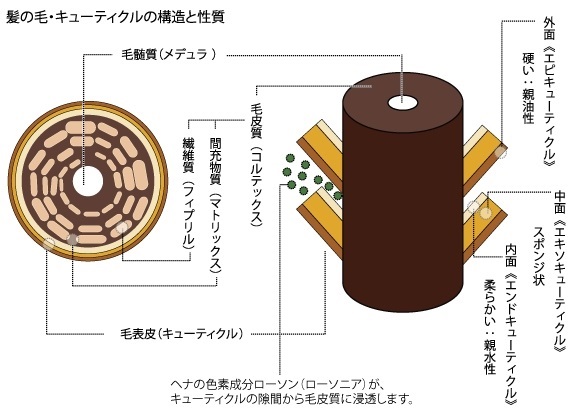 髪の毛・キューティクルの構造と性質
毛髄質(メデュラ)
毛皮質(コルテックス)
間充物質(マトリックス)
繊維質(フィブリル)
毛表皮(キューティクル)
外面《エピキューティクル》
硬い：親油性
中面《エキソキューティクル》
スポンジ状
内面《エンドキューティクル》
柔らかい：親水性
ヘナの色素成分ローソン(ローソニア)が、
キューティクルの隙間から毛皮質に浸透します。